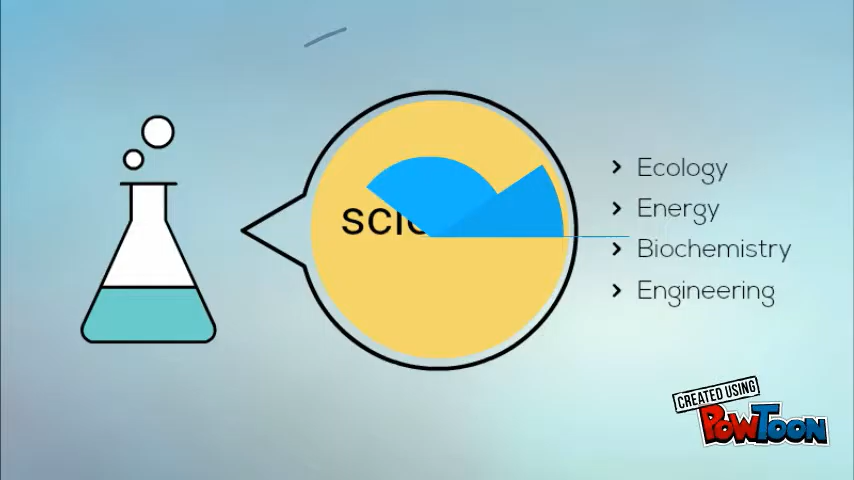 Ecology
Energy
Biochemistry
Engineering
CREATED USING
POWTOON